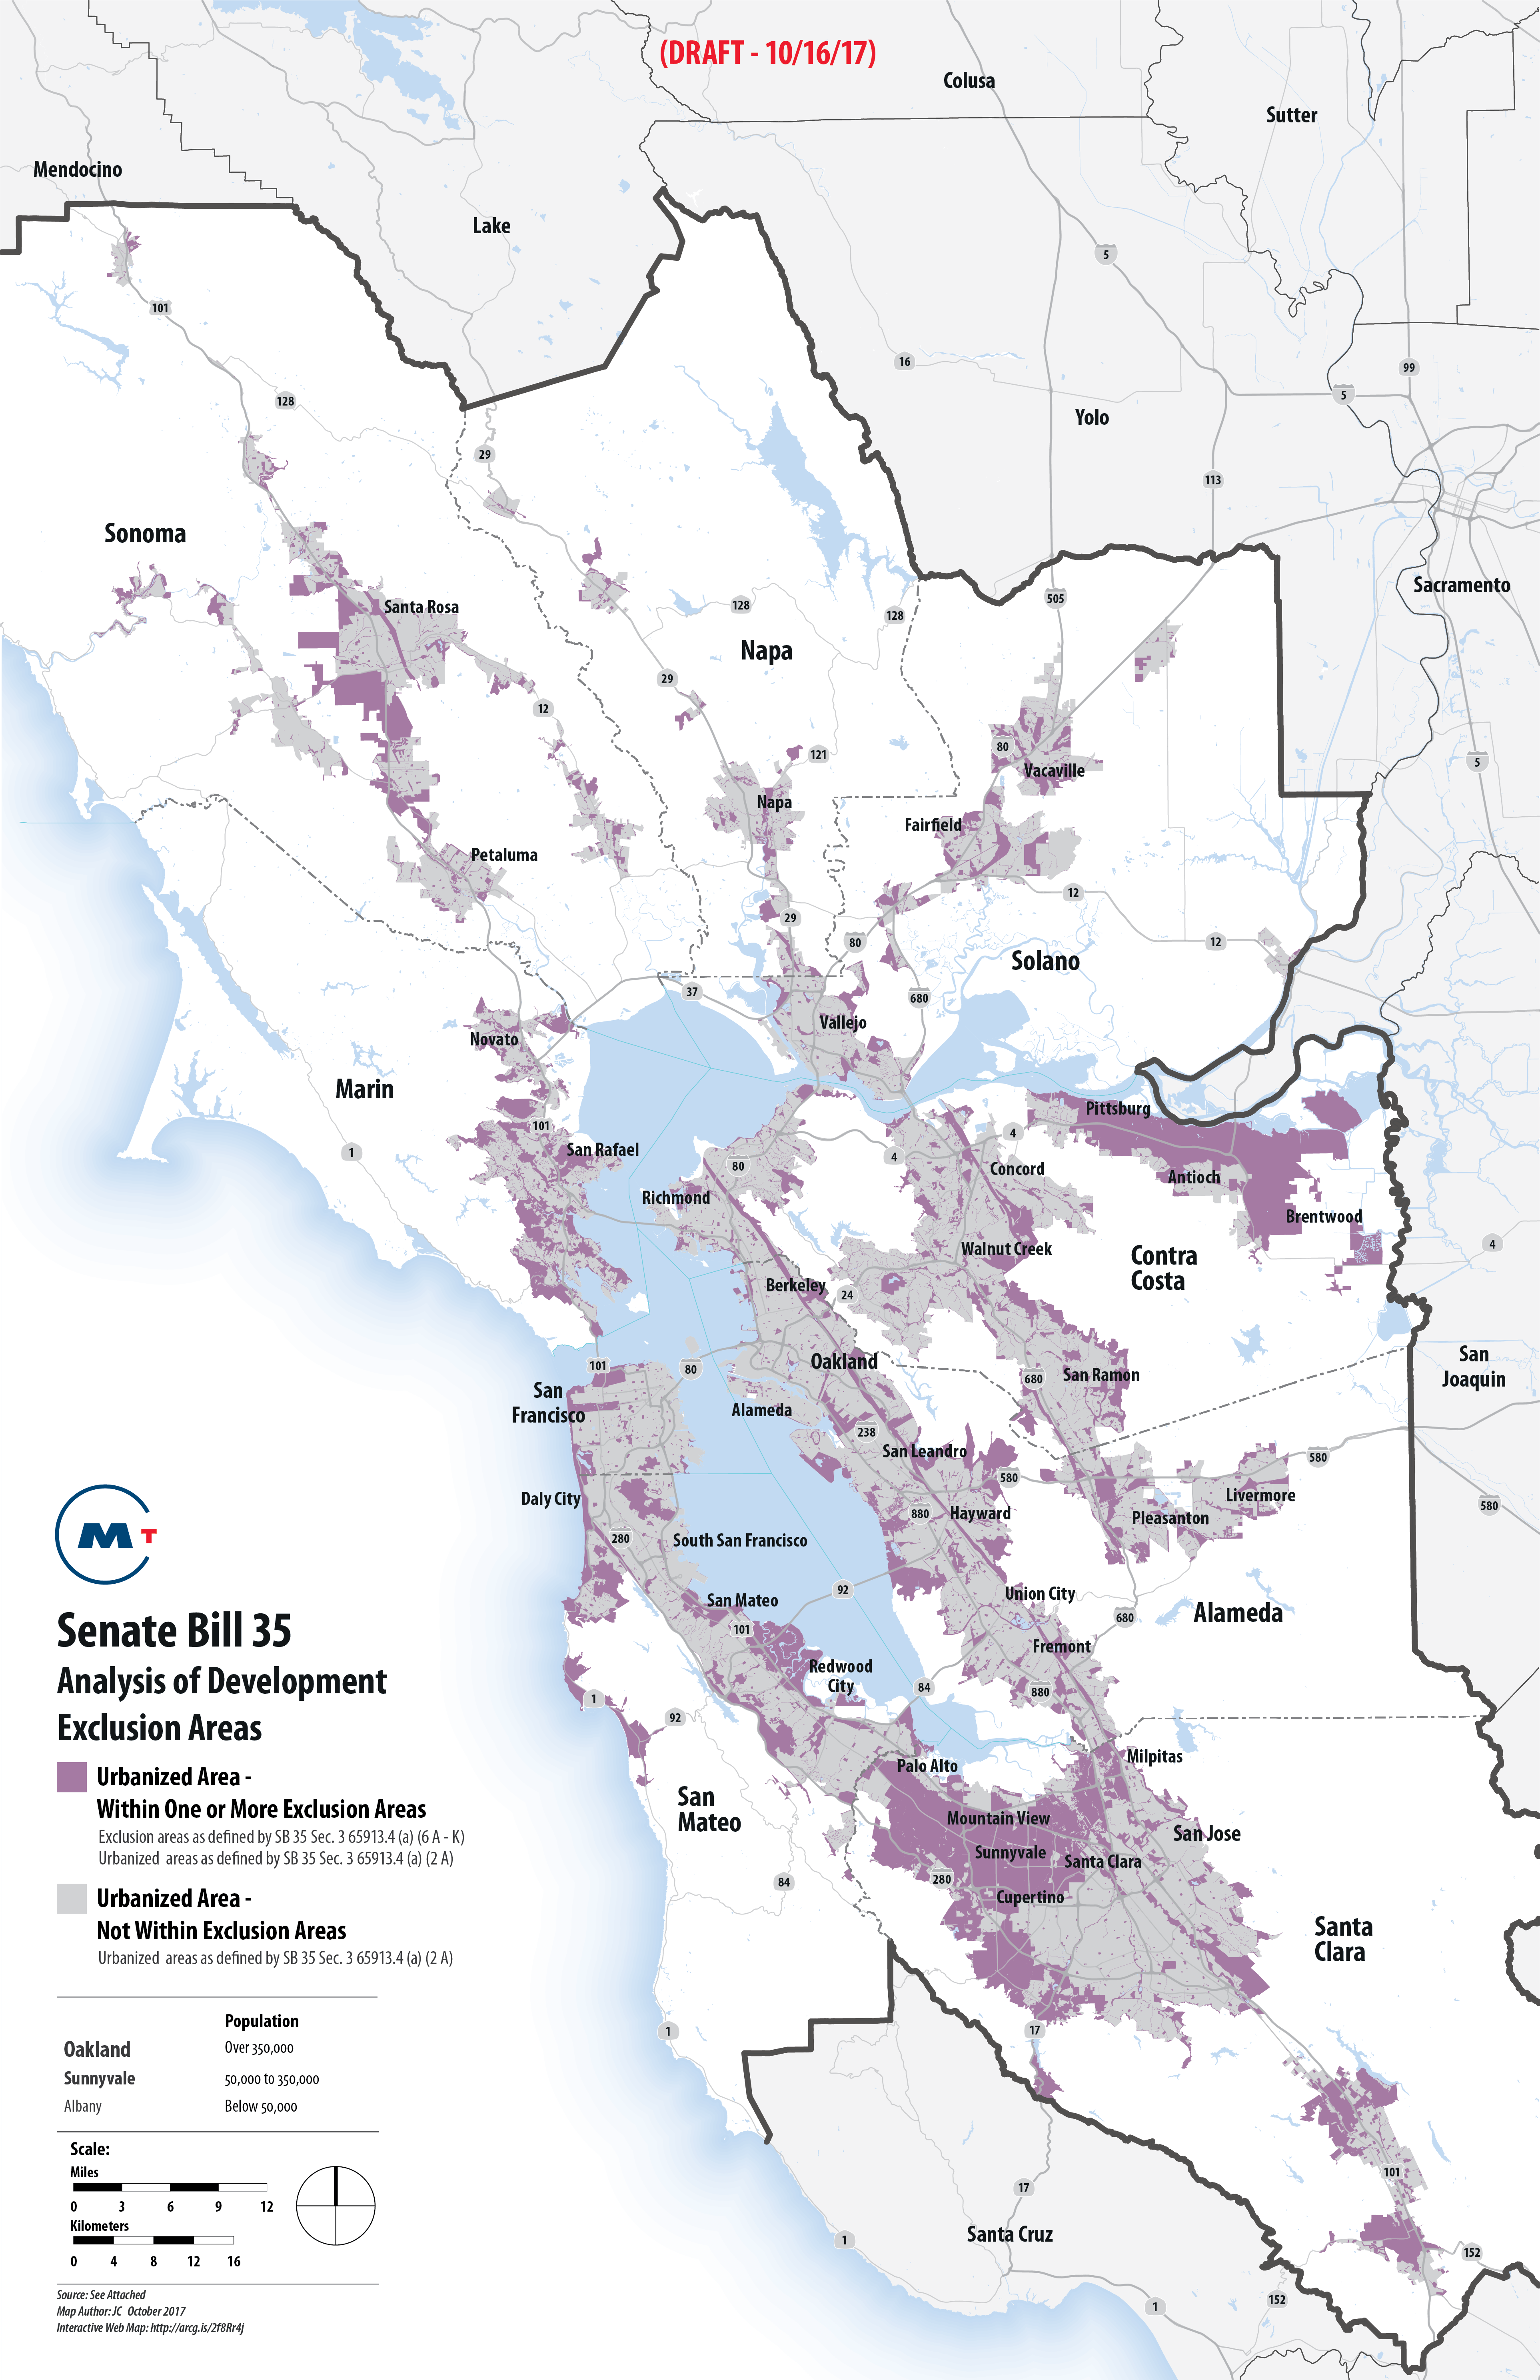 (DRAFT - 10/16/17)
Colusa
Sutter
Mendocino
Lake
5
101
16
99
5
128
Yolo
29
113
Sonoma
Sacramento
505
Santa Rosa
128
128
Napa
29
12
80
121
5
Vacaville
Napa
Fairfield
Petaluma
12
29
80
12
Solano
37
680
Vallejo
Novato
Marin
Pittsburg
101
4
San Rafael
1
4
80
Concord
Antioch
Richmond
Brentwood
4
Walnut Creek
Contra
Costa
Berkeley
24
Oakland
San
Joaquin
101
80
680
San Ramon
San
Francisco
Alameda
238
San Leandro
580
580
Daly City
Livermore
580
880
Hayward
Pleasanton
280
South San Francisco
92
Union City
San Mateo
Alameda
680
101
Fremont
Redwood
City
84
880
1
92
Milpitas
Palo Alto
San
Mateo
Mountain View
San Jose
Sunnyvale
Santa Clara
280
84
Cupertino
Santa
Clara
1
17
101
17
Santa Cruz
1
152
152
1
M T
Senate Bill 35
Analysis of Development
Exclusion Areas
Urbanized Area -
Within One or More Exclusion Areas
Exclusion areas as defined by SB 35 Sec. 3 65913.4 (a) (6 A - K)
Urbanized areas as defined by SB 35 Sec. 3 65913.4 (a) (2 A)
Urbanized Area -
Not Within Exclusion Areas
Urbanized areas as defined by SB 35 Sec. 3 65913.4 (a) (2 A)
Population
Oakland Over 350,000
Sunnyvale 50,000 to 350,000
Albany Below 50,000
Scale:
Miles
0 3 6 9 12
Kilometers
0 4 8 12 16
Source: See Attached
Map Author: JC October 2017
Interactive Web Map: http://arcg.is/2f8Rr4j